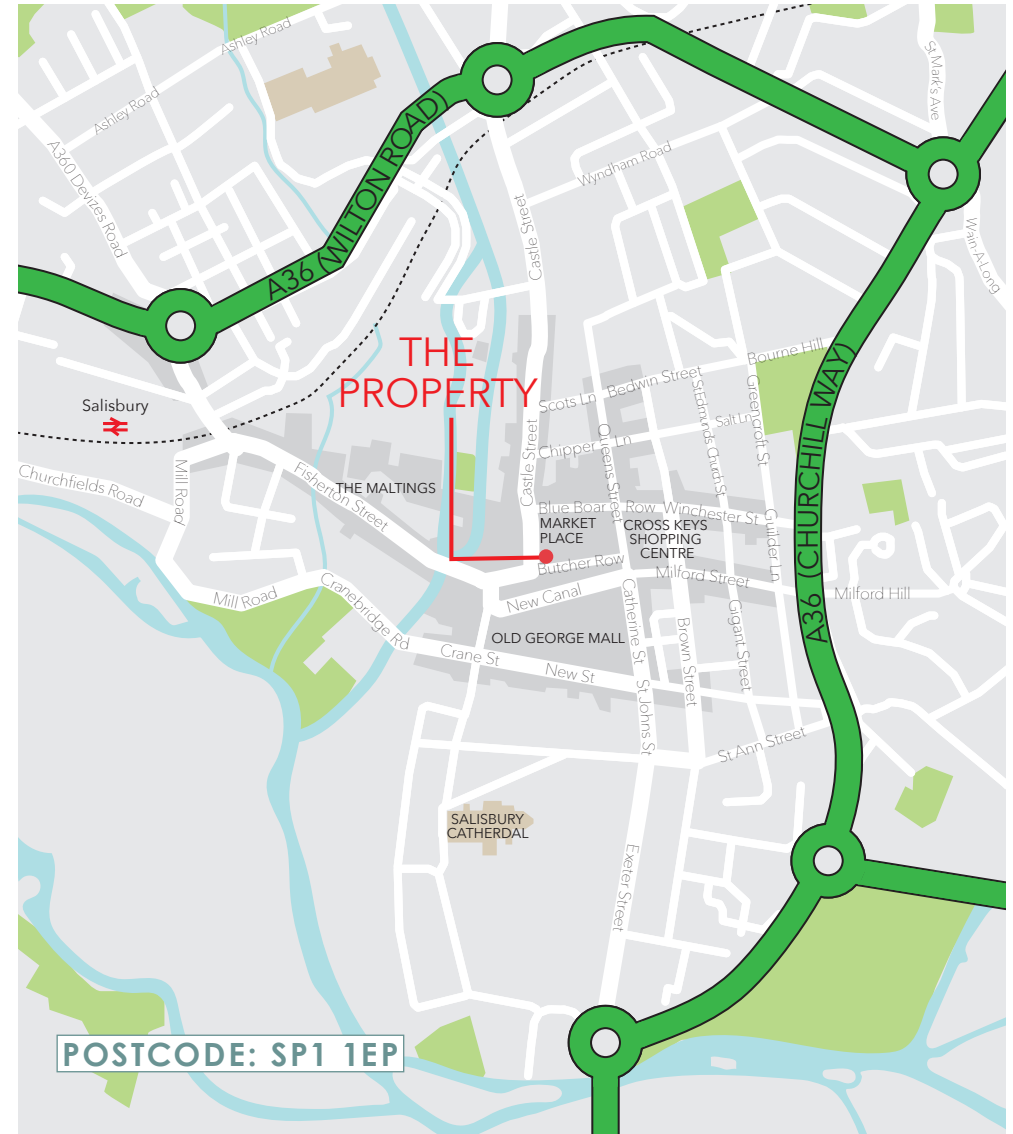 Ashley Road
St Mark's Ave
Ashley Road
A36 (WILTON ROAD)
A360 Devizes Road
Wyndham Road
Castle Street
Wain-A-Long
THE
PROPERTY
Salisbury
Bourne Hill
Bedwin Street
Scots Ln
St Edmunds Church St
Greencroft St
Salt Ln
A36 (CHURCHILL WAY)
Chipper Ln
Queens Street
Castle Street
Churchfields Road
Mill Road
Fisherton Street
THE MALTINGS
Blue Boar Row
Winchester St
MARKET
PLACE
CROSS KEYS
SHOPPING
CENTRE
Guilder Ln
Butcher Row
Milford Street
Milford Hill
New Canal
Mill Road
Cranebridge Rd
Catherine St
Brown Street
Gigant Street
OLD GEORGE MALL
Crane St
New St
St Johns St
St Ann Street
SALISBURY
CATHERDAL
Exeter Street
POSTCODE: SP1 1EP